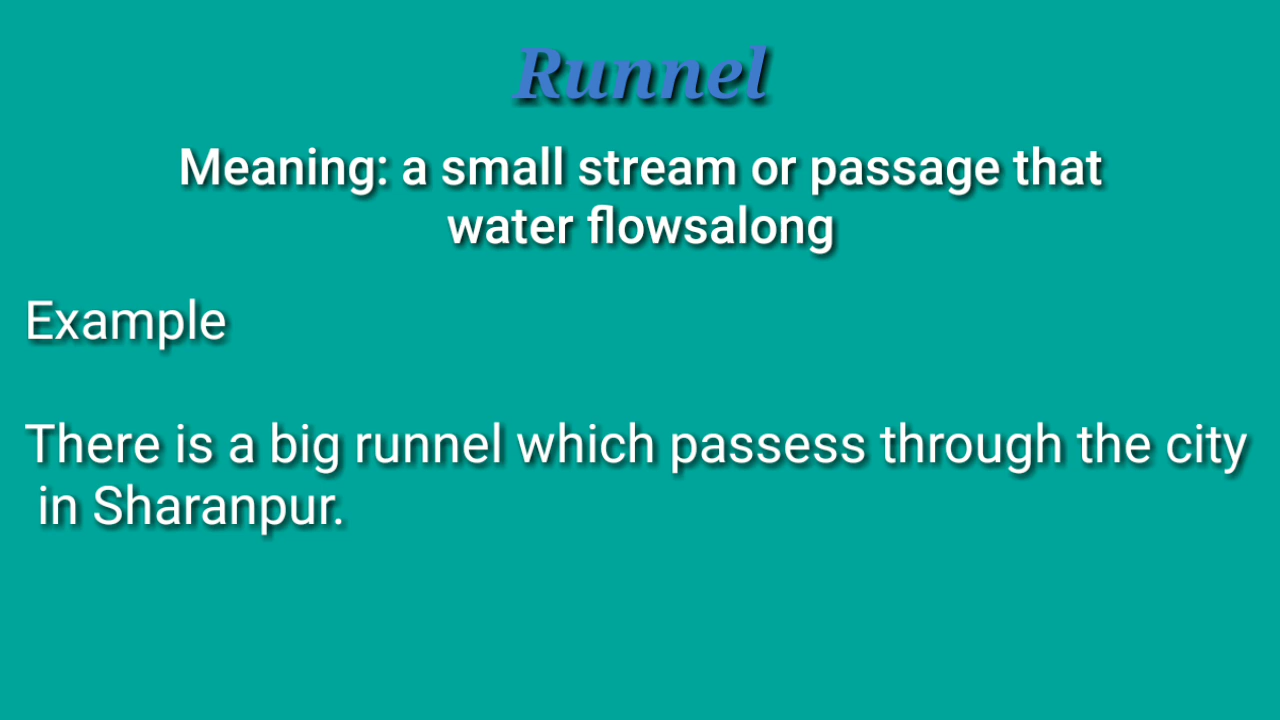 Runnel
Meaning: a small stream or passage that
water flowsalong
Example
There is a big runnel which passess through the city
in Sharanpur.